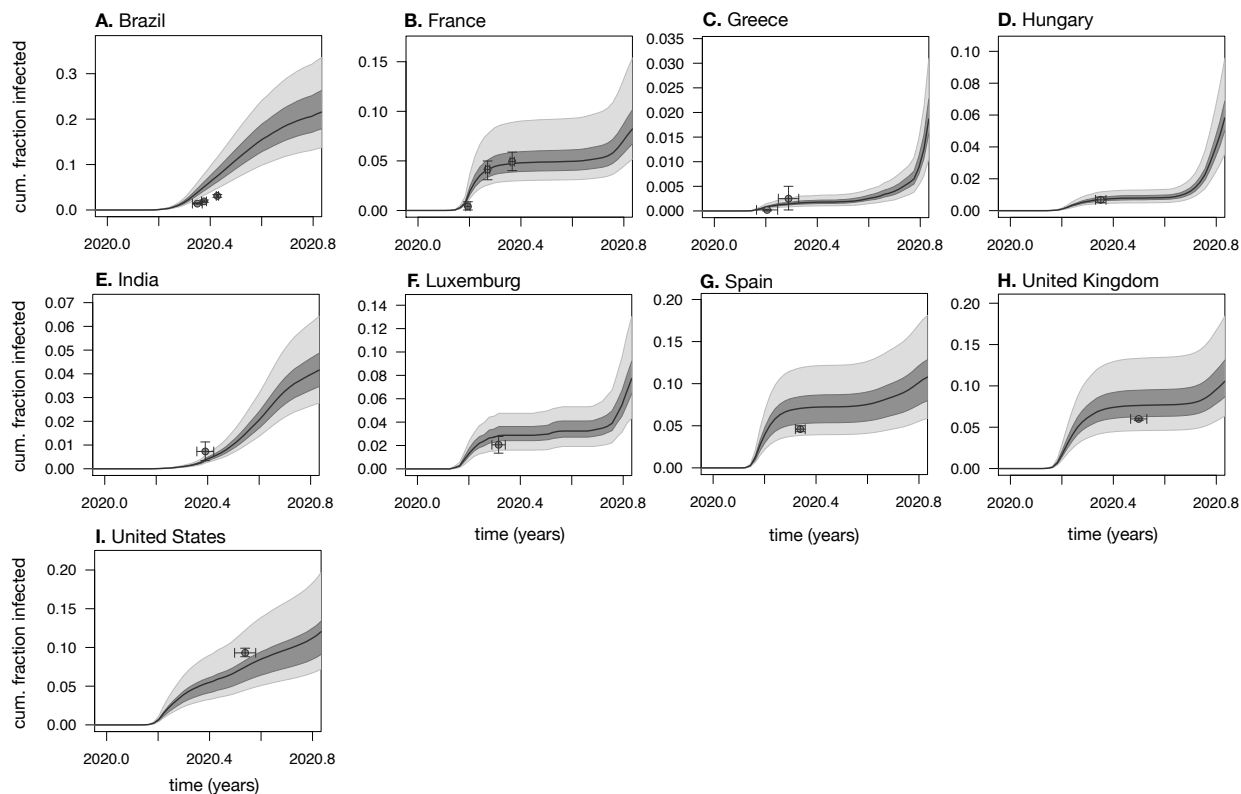 A. Brazil
B. France
C. Greece
D. Hungary
cum. fraction infected
0.3
0.2
0.1
0.0
2020.0 2020.4 2020.8
0.15
0.10
0.05
0.00
2020.0 2020.4 2020.8
0.035
0.030
0.025
0.020
0.015
0.010
0.005
0.000
2020.0 2020.4 2020.8
0.10
0.08
0.06
0.04
0.02
0.00
2020.0 2020.4 2020.8
E. India
F. Luxemburg
G. Spain
H. United Kingdom
cum. fraction infected
0.07
0.06
0.05
0.04
0.03
0.02
0.01
0.00
2020.0 2020.4 2020.8
0.14
0.12
0.10
0.08
0.06
0.04
0.02
0.00
2020.0 2020.4 2020.8
time (years)
0.20
0.15
0.10
0.05
0.00
2020.0 2020.4 2020.8
time (years)
0.20
0.15
0.10
0.05
0.00
2020.0 2020.4 2020.8
time (years)
I. United States
cum. fraction infected
0.20
0.15
0.10
0.05
0.00
2020.0 2020.4 2020.8
time (years)